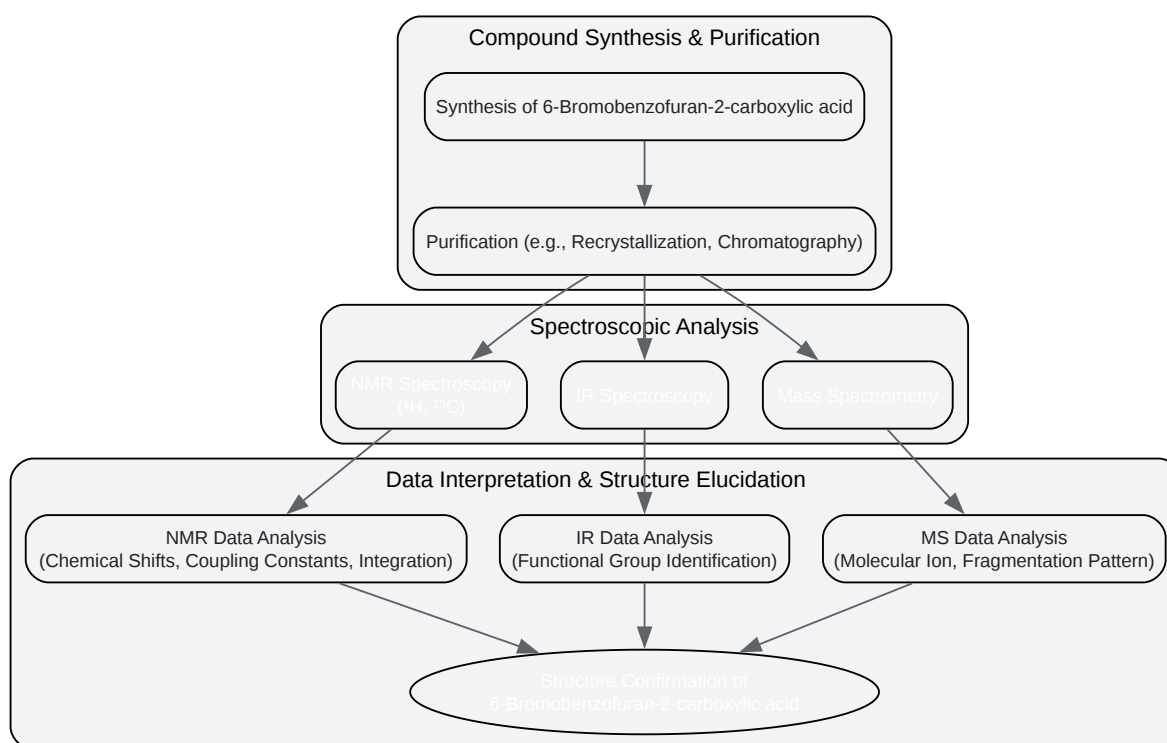 Compound Synthesis & Purification
Synthesis of 6-Bromobenzofuran-2-carboxylic acid
Purification (e.g., Recrystallization, Chromatography)
Spectroscopic Analysis
NMR Spectroscopy
(¹H, ¹³C)
IR Spectroscopy
Mass Spectrometry
Data Interpretation & Structure Elucidation
NMR Data Analysis
(Chemical Shifts, Coupling Constants, Integration)
IR Data Analysis
(Functional Group Identification)
MS Data Analysis
(Molecular Ion, Fragmentation Pattern)
Structure Confirmation of
6-Bromobenzofuran-2-carboxylic acid